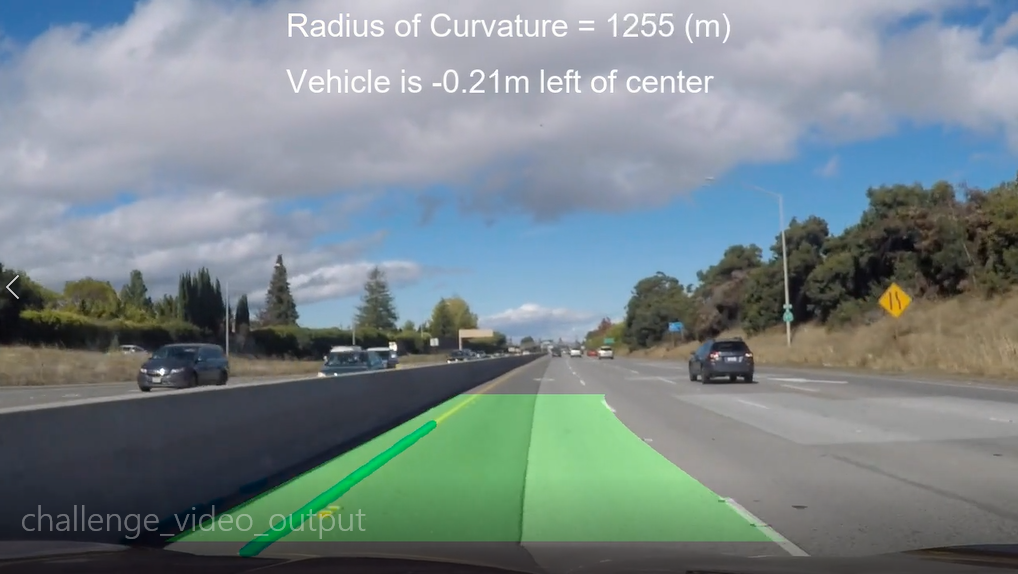 Radius of Curvature = 1255 (m)
Vehicle is -0.21m left of center
challenge_video_output